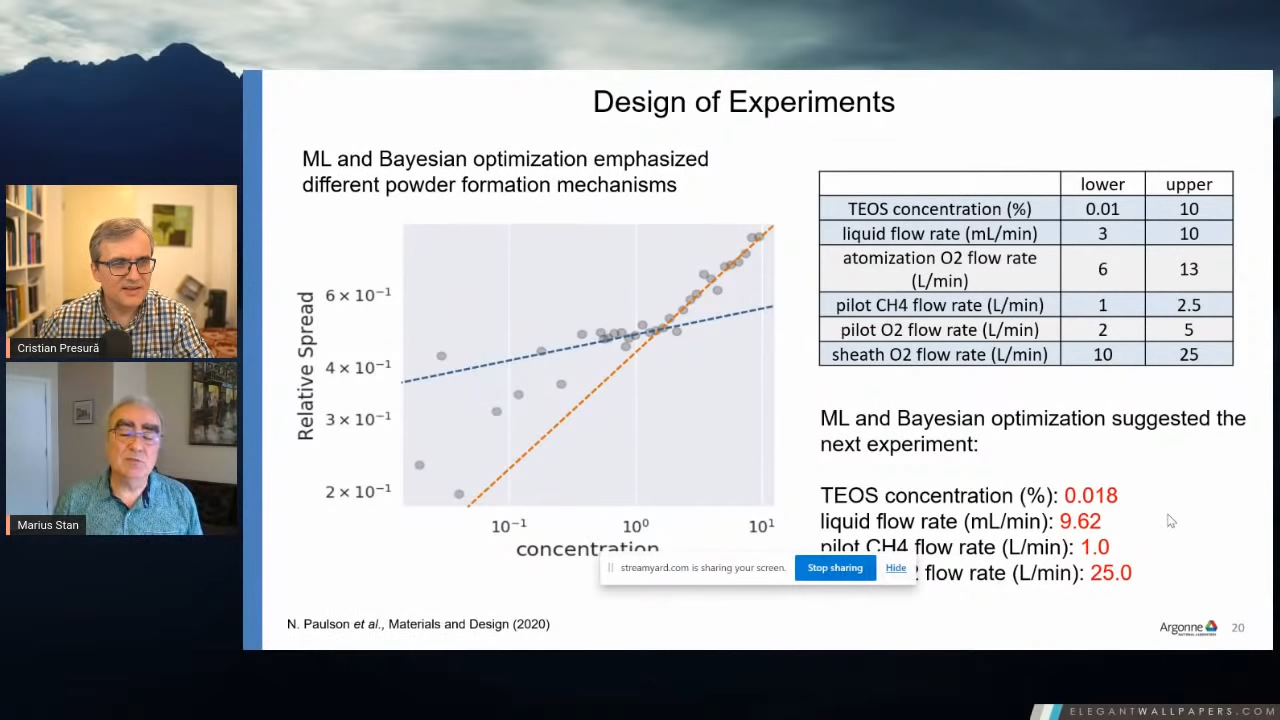 Design of Experiments
ML and Bayesian optimization emphasized
different powder formation mechanisms
Relative Spread
6 × 10⁻¹
4 × 10⁻¹
3 × 10⁻¹
2 × 10⁻¹
10⁻¹
10⁰
10¹
concentration
lower upper
TEOS concentration (%) 0.01 10
liquid flow rate (mL/min) 3 10
atomization O2 flow rate
(L/min) 6 13
pilot CH4 flow rate (L/min) 1 2.5
pilot O2 flow rate (L/min) 2 5
sheath O2 flow rate (L/min) 10 25
ML and Bayesian optimization suggested the
next experiment:
TEOS concentration (%): 0.018
liquid flow rate (mL/min): 9.62
pilot CH4 flow rate (L/min): 1.0
flow rate (L/min): 25.0
streamyard.com is sharing your screen.
Stop sharing
Hide
N. Paulson et al., Materials and Design (2020)
Argonne
NATIONAL LABORATORY
20
Cristian Presură
Marius Stan
ELEGANTWALLPAPERS.COM